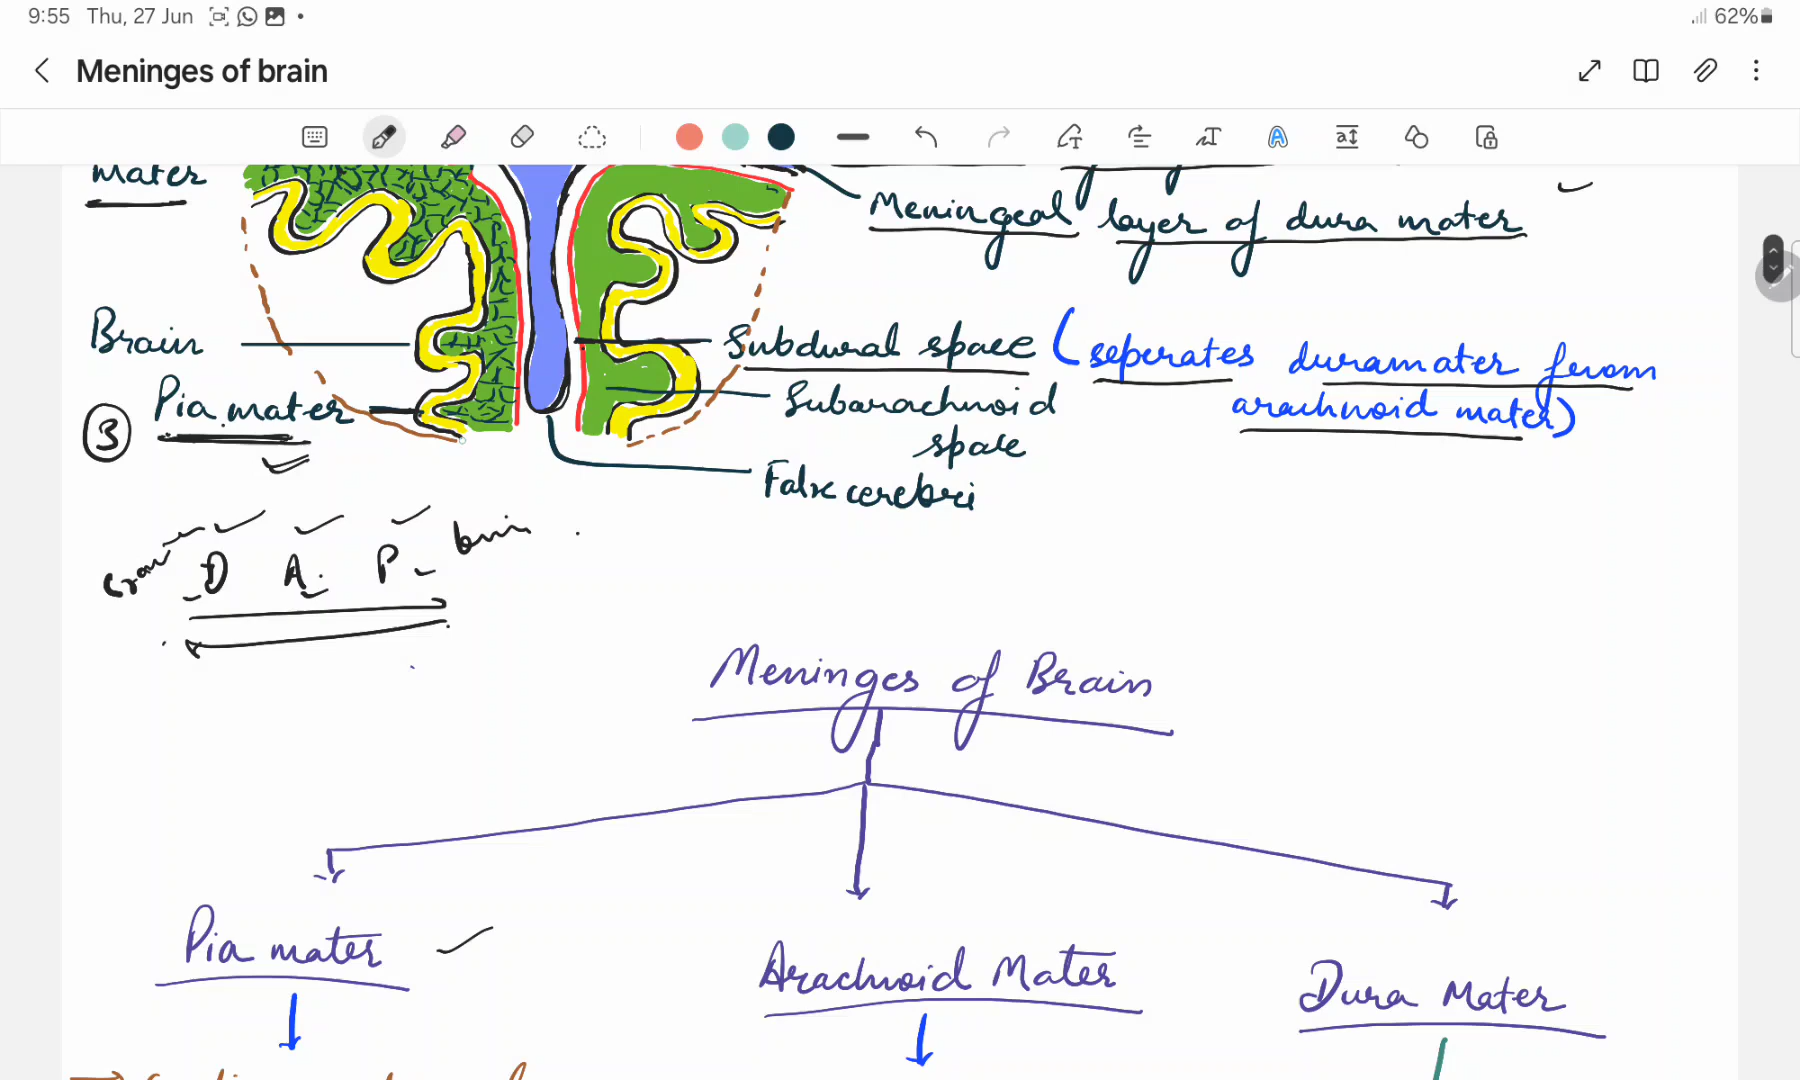 9:55 Thu, 27 Jun
62%
Meninges of brain
Mater
Meningeal layer of dura mater
Brain
Subdural space (seperates duramater from
arachnoid mater)
③ Pia mater
Subarachnoid
space
Falx cerebri
D A. P brain
Meninges of Brain
Pia mater
Arachnoid Mater
Dura Mater